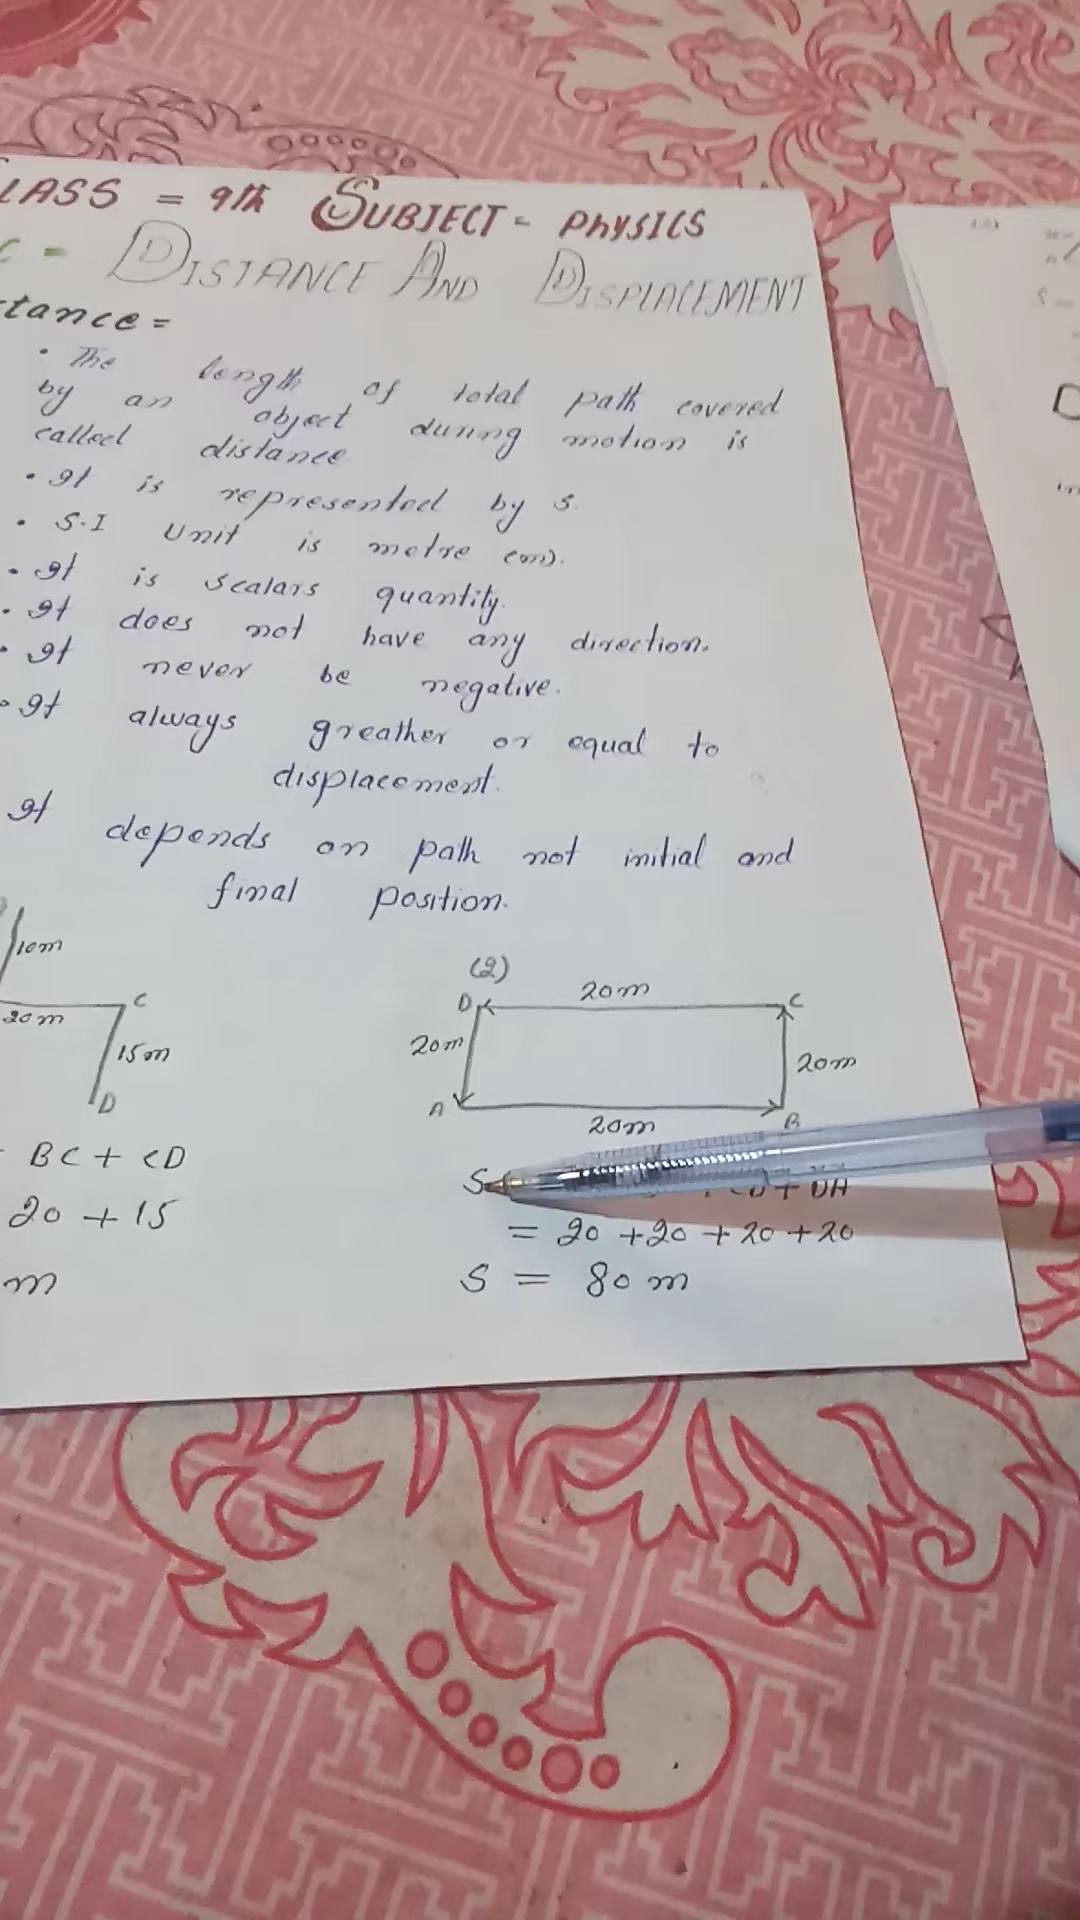 LASS = 9th SUBJECT = PHYSICS
C = DISTANCE AND DISPLACEMENT
stance =
• The length of total path covered
by an object during motion is
called distance
• It is represented by s.
• S.I Unit is metre (m).
• It is scalars quantity.
• It does not have any direction.
• It never be negative.
• It always greather or equal to
displacement.
It depends on path not initial and
final position.
10m
20m
C
15m
D
BC + CD
20 + 15
m
(2)
D 20m C
20m
20m
A 20m B
S + DA
= 20 +20 +20 +20
S = 80 m